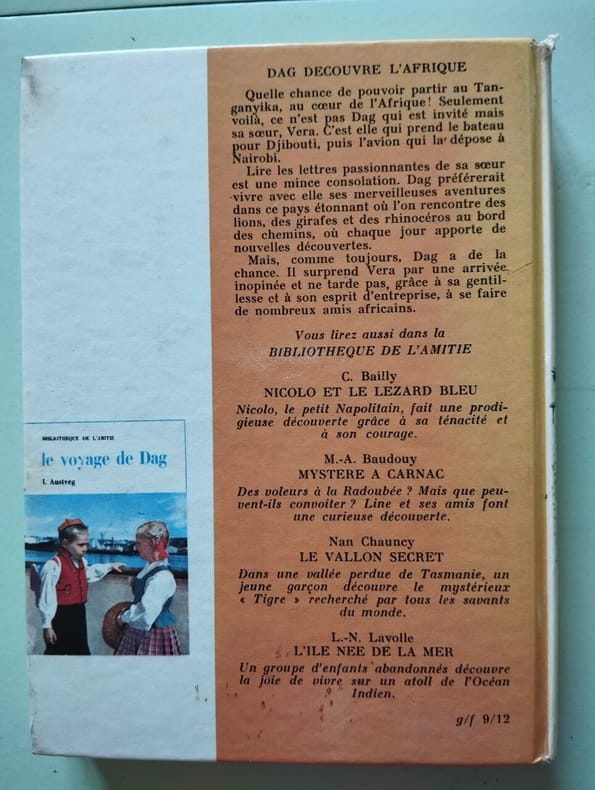 DAG DECOUVRE L'AFRIQUE
Quelle chance de pouvoir partir au Tan-
ganyika, au cœur de l'Afrique! Seulement
voilà, ce n'est pas Dag qui est invité mais
sa sœur, Vera. C'est elle qui prend le bateau
pour Djibouti, puis l'avion qui la dépose à
Nairobi.
Lire les lettres passionnantes de sa sœur
est une mince consolation. Dag préférerait
vivre avec elle ses merveilleuses aventures
dans ce pays étonnant où l'on rencontre des
lions, des girafes et des rhinocéros au bord
des chemins, où chaque jour apporte de
nouvelles découvertes.
Mais, comme toujours, Dag a de la
chance. Il surprend Vera par une arrivée
inopinée et ne tarde pas, grâce à sa gentil-
lesse et à son esprit d'entreprise, à se faire
de nombreux amis africains.
Vous lirez aussi dans la
BIBLIOTHEQUE DE L'AMITIE
C. Bailly
NICOLO ET LE LEZARD BLEU
Nicolo, le petit Napolitain, fait une prodi-
gieuse découverte grâce à sa ténacité et
à son courage.
M.-A. Baudouy
MYSTERE A CARNAC
Des voleurs à la Radoubée ? Mais que peu-
vent-ils convoiter ? Line et ses amis font
une curieuse découverte.
Nan Chauncy
LE VALLON SECRET
Dans une vallée perdue de Tasmanie, un
jeune garçon découvre le mystérieux
« Tigre » recherché par tous les savants
du monde.
L.-N. Lavolle
L'ILE NEE DE LA MER
Un groupe d'enfants abandonnés découvre
la joie de vivre sur un atoll de l'Océan
Indien.
g/f 9/12
BIBLIOTHÈQUE DE L'AMITIÉ
le voyage de Dag
I. Austveg